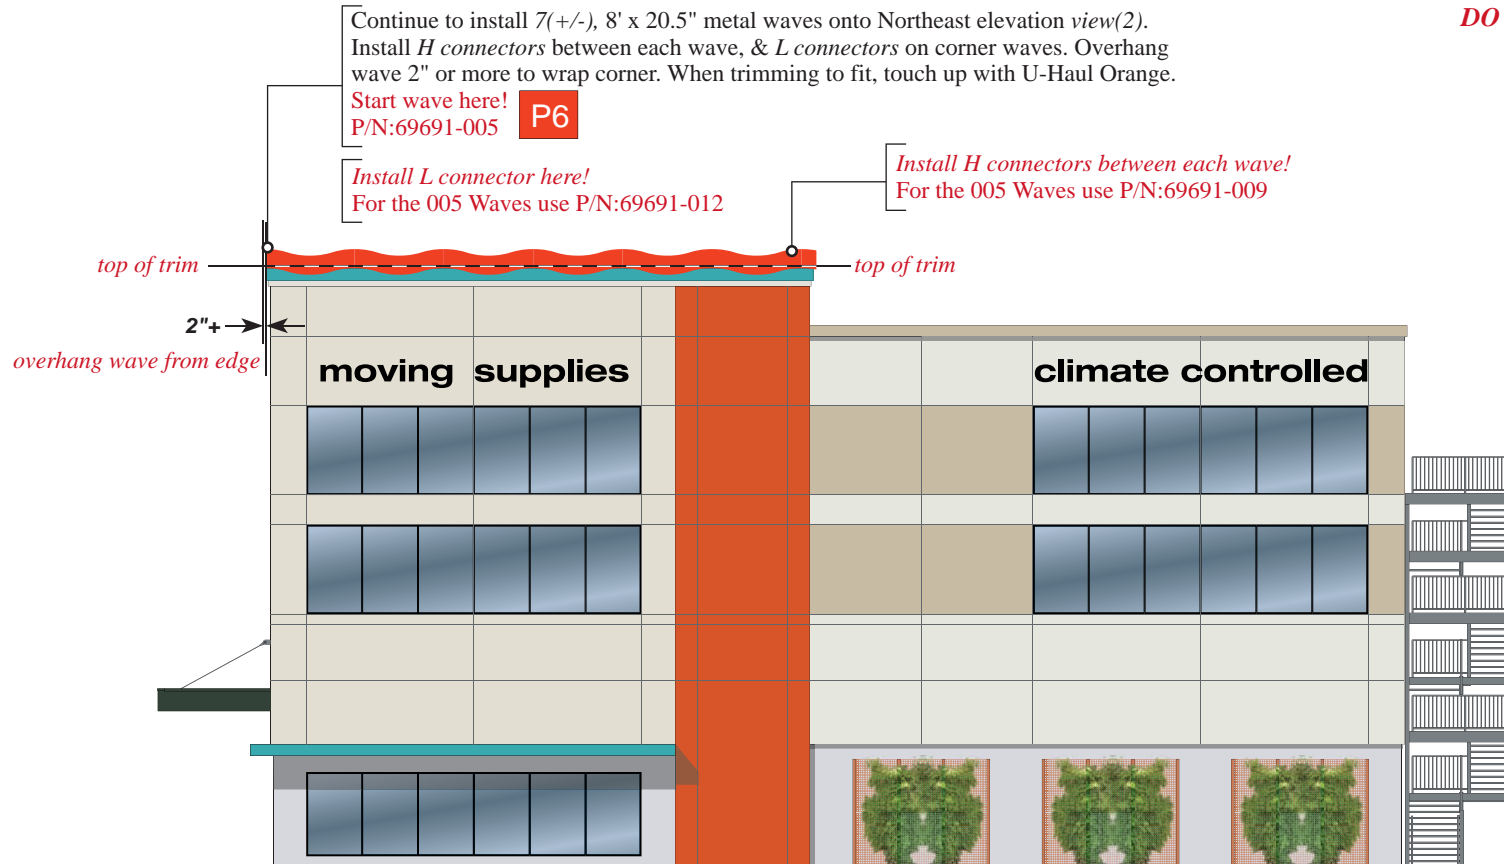 Continue to install 7(+/-), 8' x 20.5" metal waves onto Northeast elevation view(2).
Install H connectors between each wave, & L connectors on corner waves. Overhang
wave 2" or more to wrap corner. When trimming to fit, touch up with U-Haul Orange.
Start wave here!
P/N:69691-005
P6
DO
Install L connector here!
For the 005 Waves use P/N:69691-012
Install H connectors between each wave!
For the 005 Waves use P/N:69691-009
top of trim
top of trim
2"+
overhang wave from edge
moving supplies
climate controlled